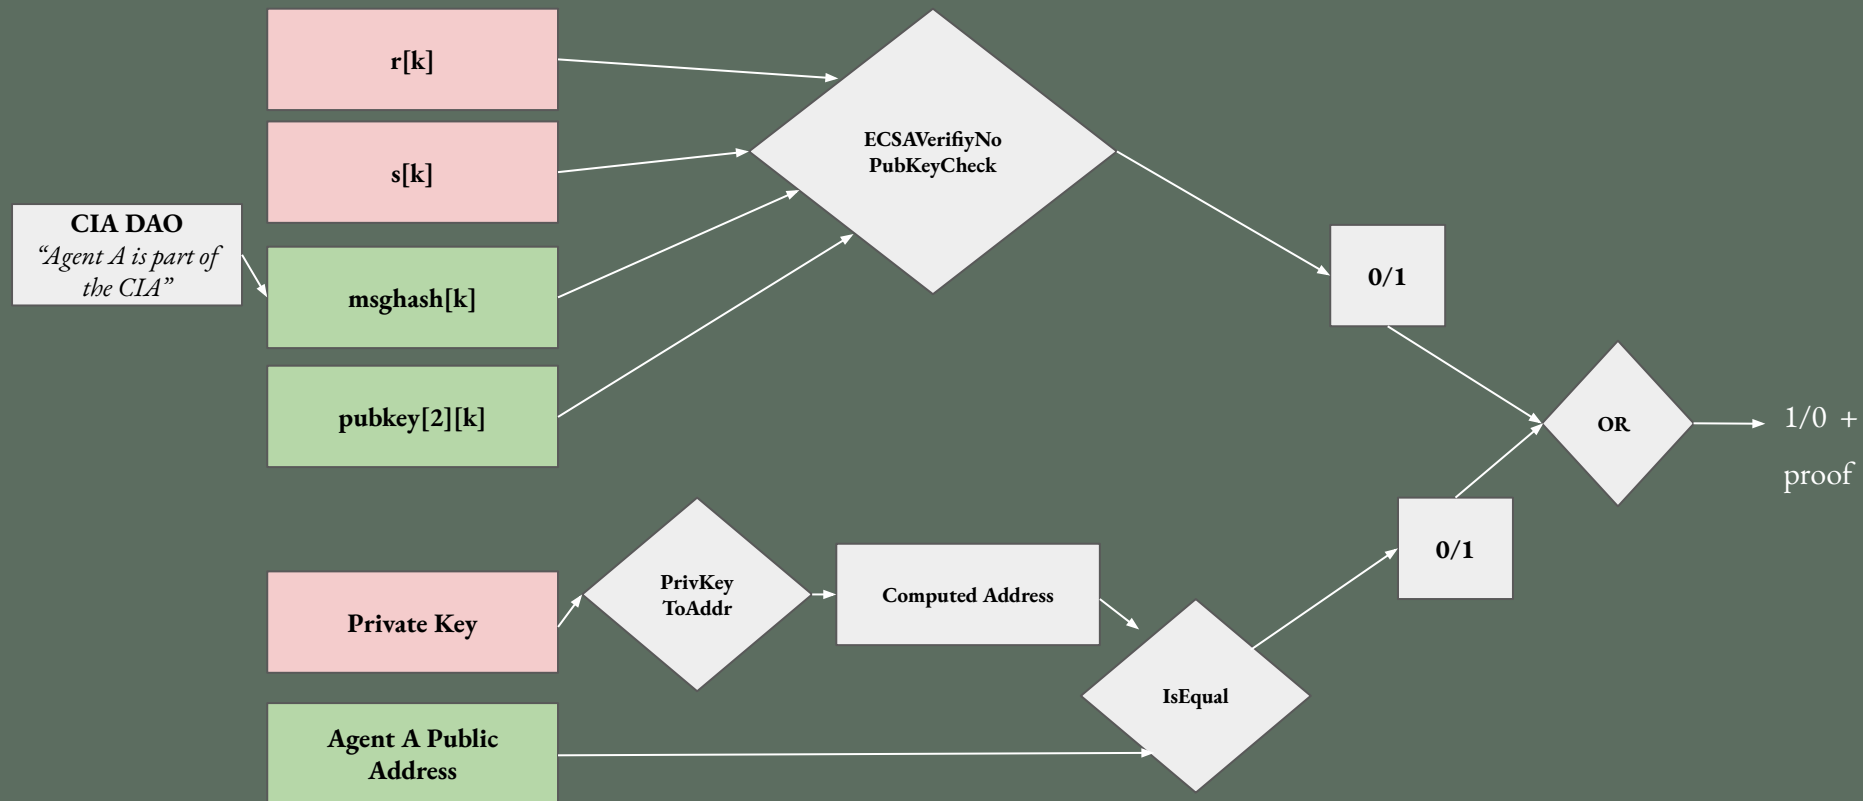 r[k]
s[k]
CIA DAO
“Agent A is part of
the CIA”
msghash[k]
pubkey[2][k]
ECSAVerifiyNo
PubKeyCheck
0/1
OR
1/0 +
proof
Private Key
PrivKey
ToAddr
Computed Address
0/1
IsEqual
Agent A Public
Address